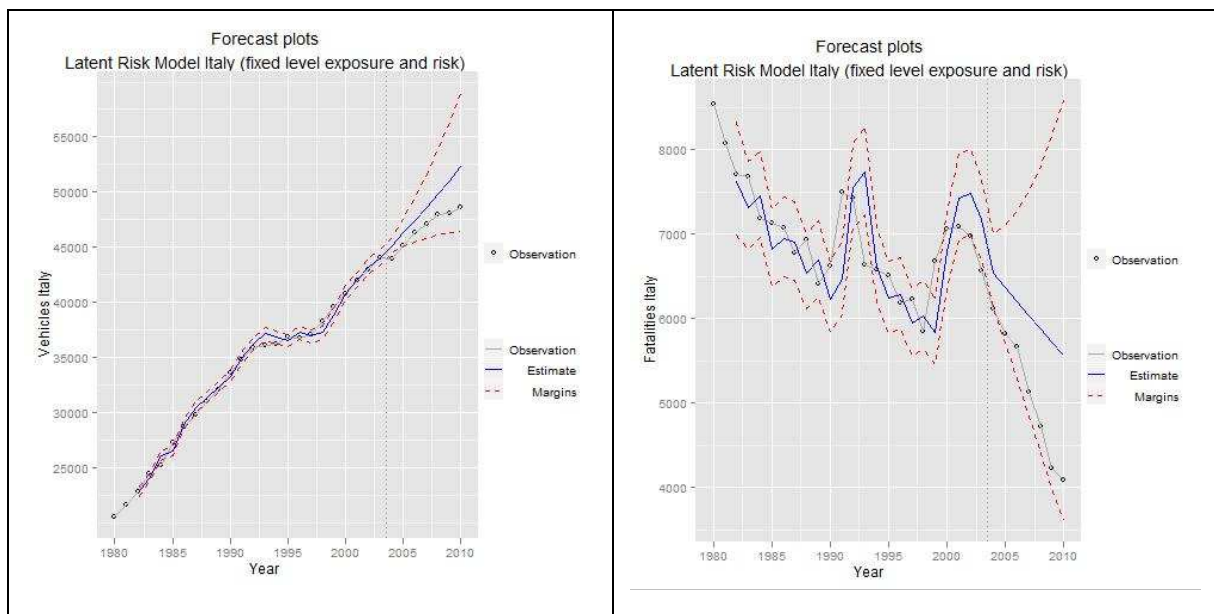 Forecast plots
Latent Risk Model Italy (fixed level exposure and risk)
55000
50000
45000
40000
35000
30000
25000
Vehicles Italy
1980
1985
1990
1995
2000
2005
2010
Year
Observation
Observation
Estimate
Margins
Forecast plots
Latent Risk Model Italy (fixed level exposure and risk)
8000
7000
6000
5000
4000
Fatalities Italy
1980
1985
1990
1995
2000
2005
2010
Year
Observation
Observation
Estimate
Margins